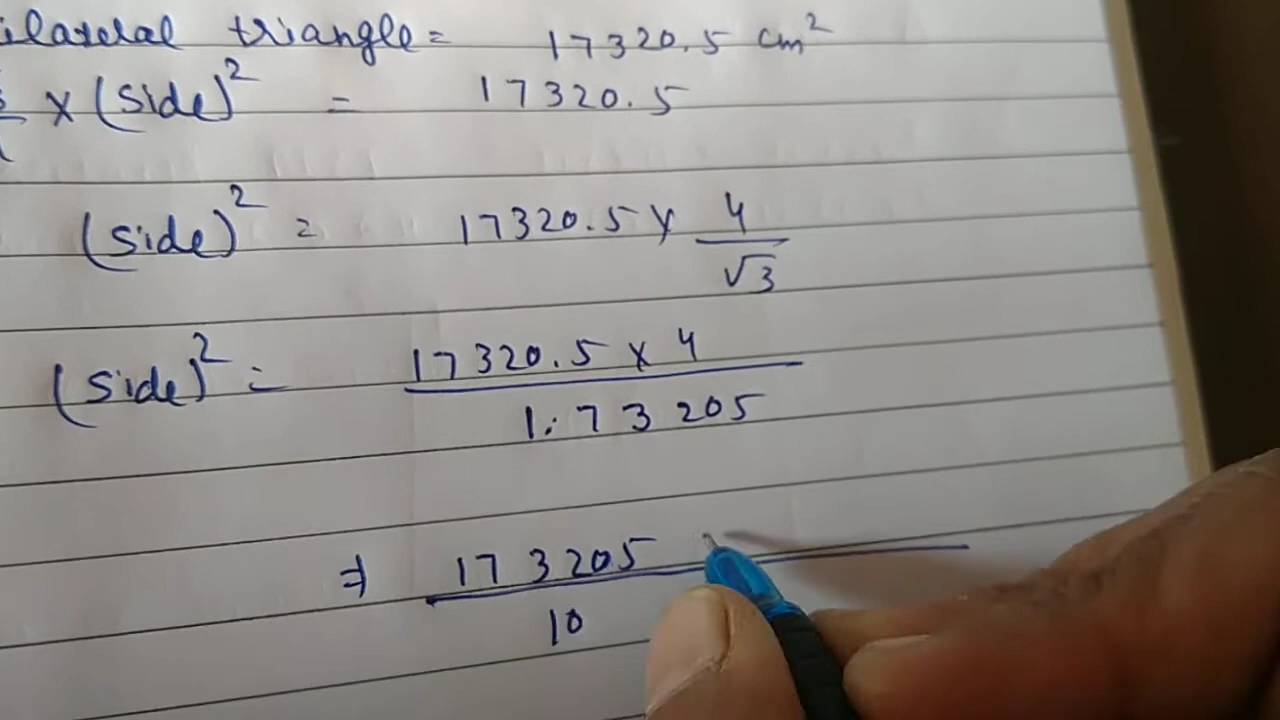 ilateral triangle = 17320.5 cm²
× (side)² = 17320.5
(side)² = 17320.5 × 4/√3
(side)² = 17320.5 × 4 / 1.73205
⇒ 173205 / 10